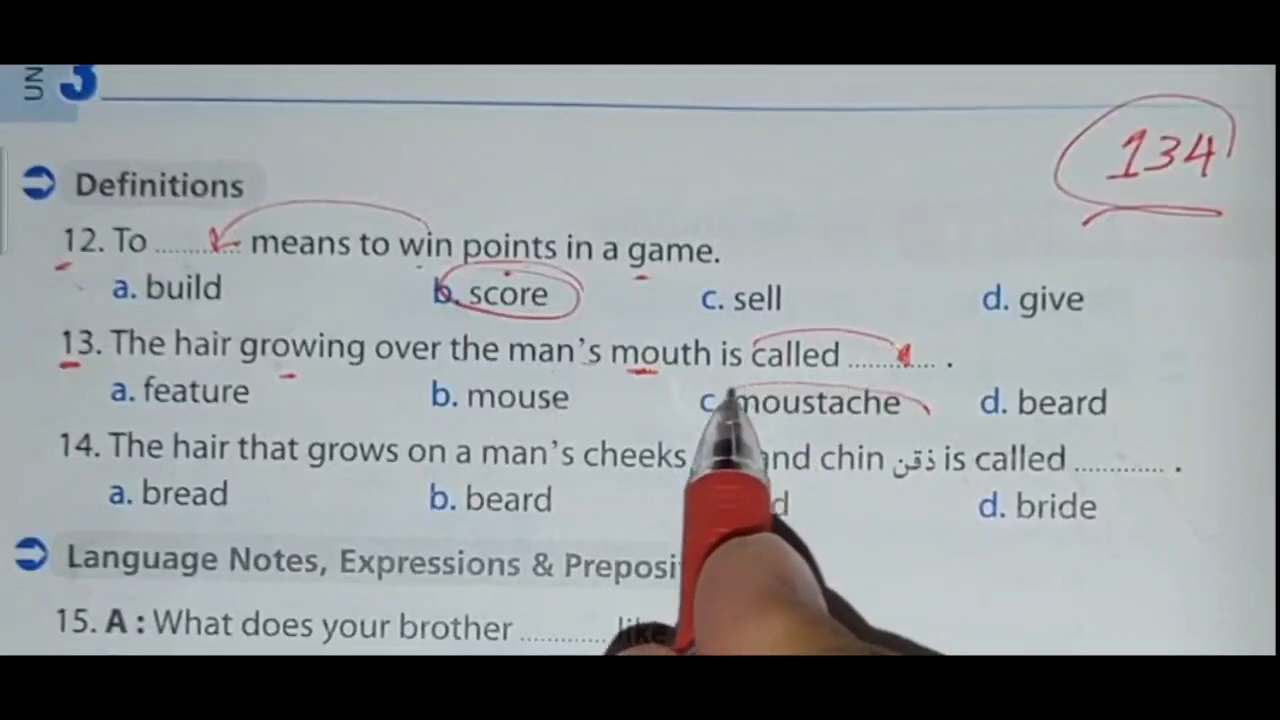 UN 3
134
Definitions
12. To .......... means to win points in a game.
a. build b. score c. sell d. give
13. The hair growing over the man's mouth is called .......... .
a. feature b. mouse c. moustache d. beard
14. The hair that grows on a man's cheeks and chin ذقن is called .......... .
a. bread b. beard d. bride
Language Notes, Expressions &
15. A : What does your brother .......... like